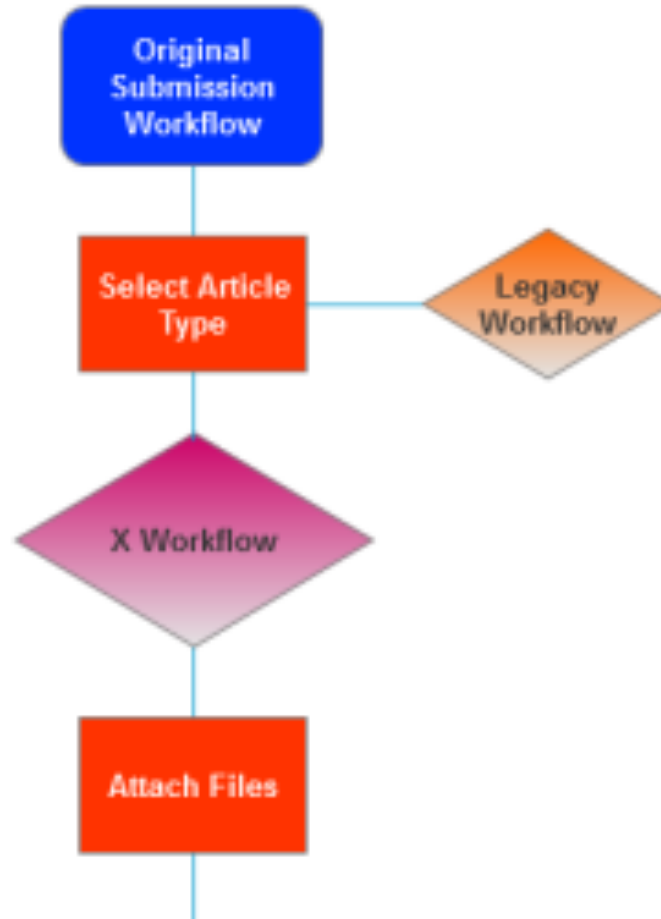 Original
Submission
Workflow
Select Article
Type
Legacy
Workflow
X Workflow
Attach Files